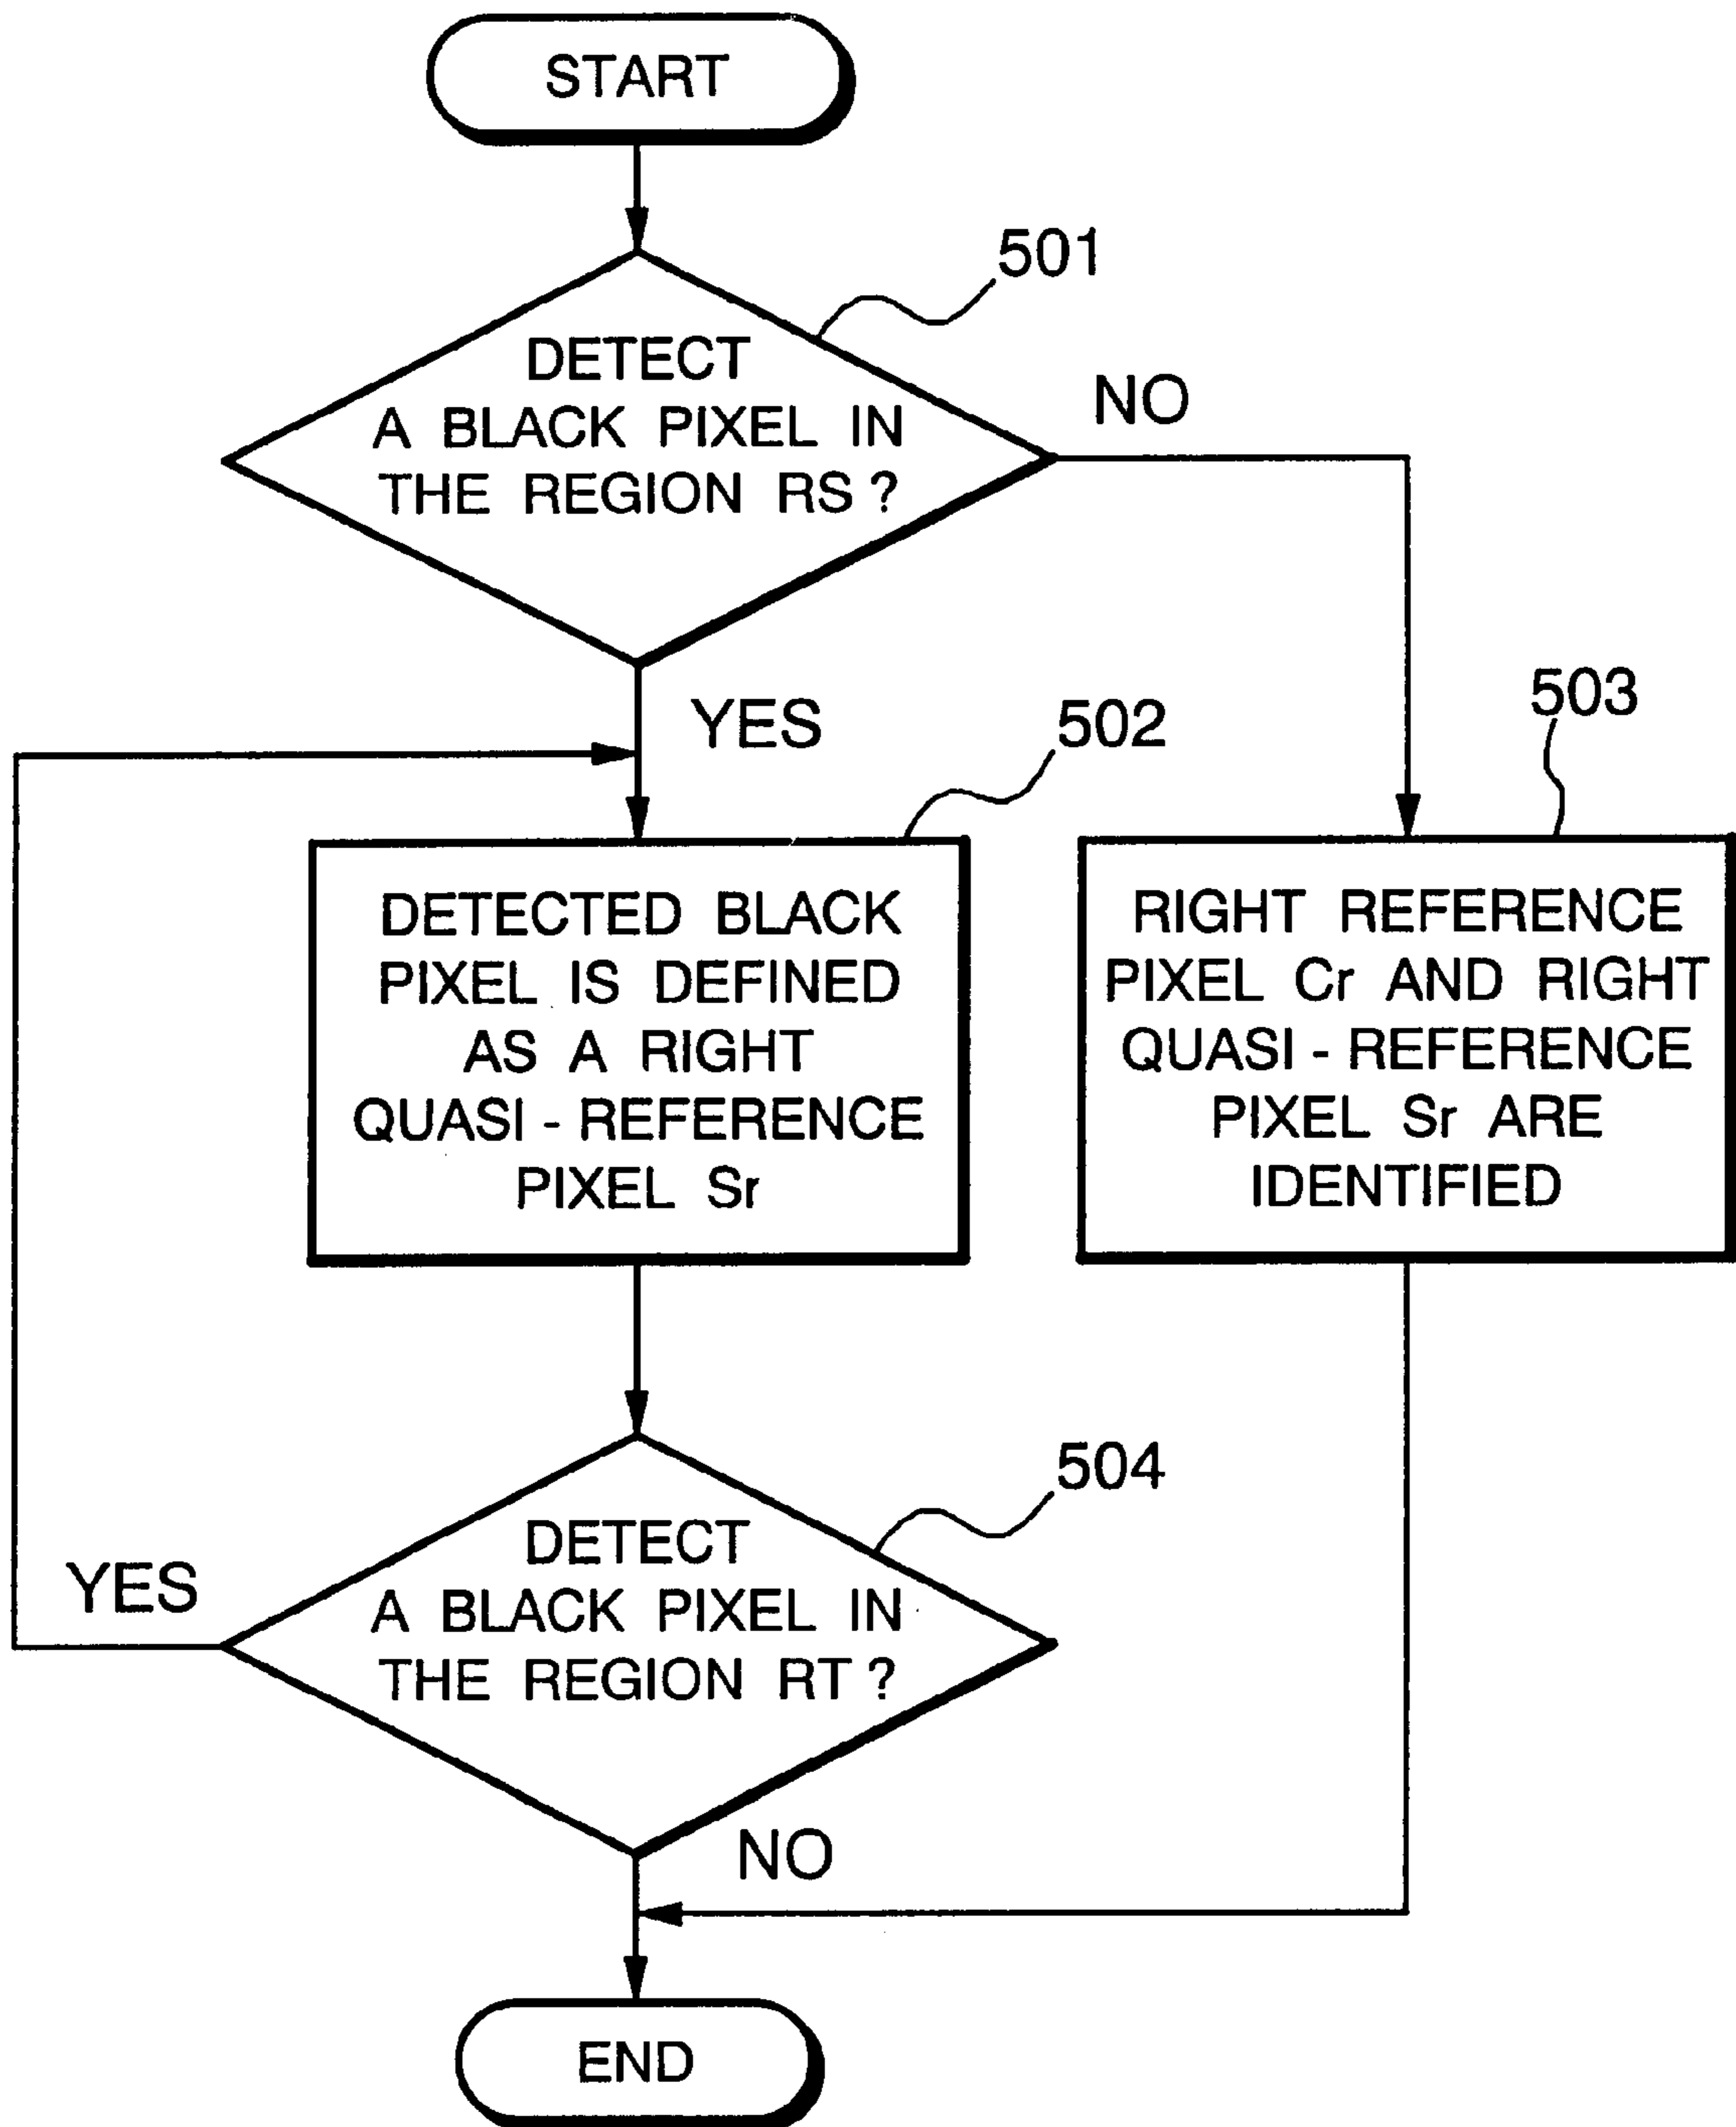 START
501
DETECT
A BLACK PIXEL IN
THE REGION RS ?
NO
YES
502
503
DETECTED BLACK
PIXEL IS DEFINED
AS A RIGHT
QUASI - REFERENCE
PIXEL Sr
RIGHT REFERENCE
PIXEL Cr AND RIGHT
QUASI - REFERENCE
PIXEL Sr ARE
IDENTIFIED
504
DETECT
A BLACK PIXEL IN
THE REGION RT ?
YES
NO
END